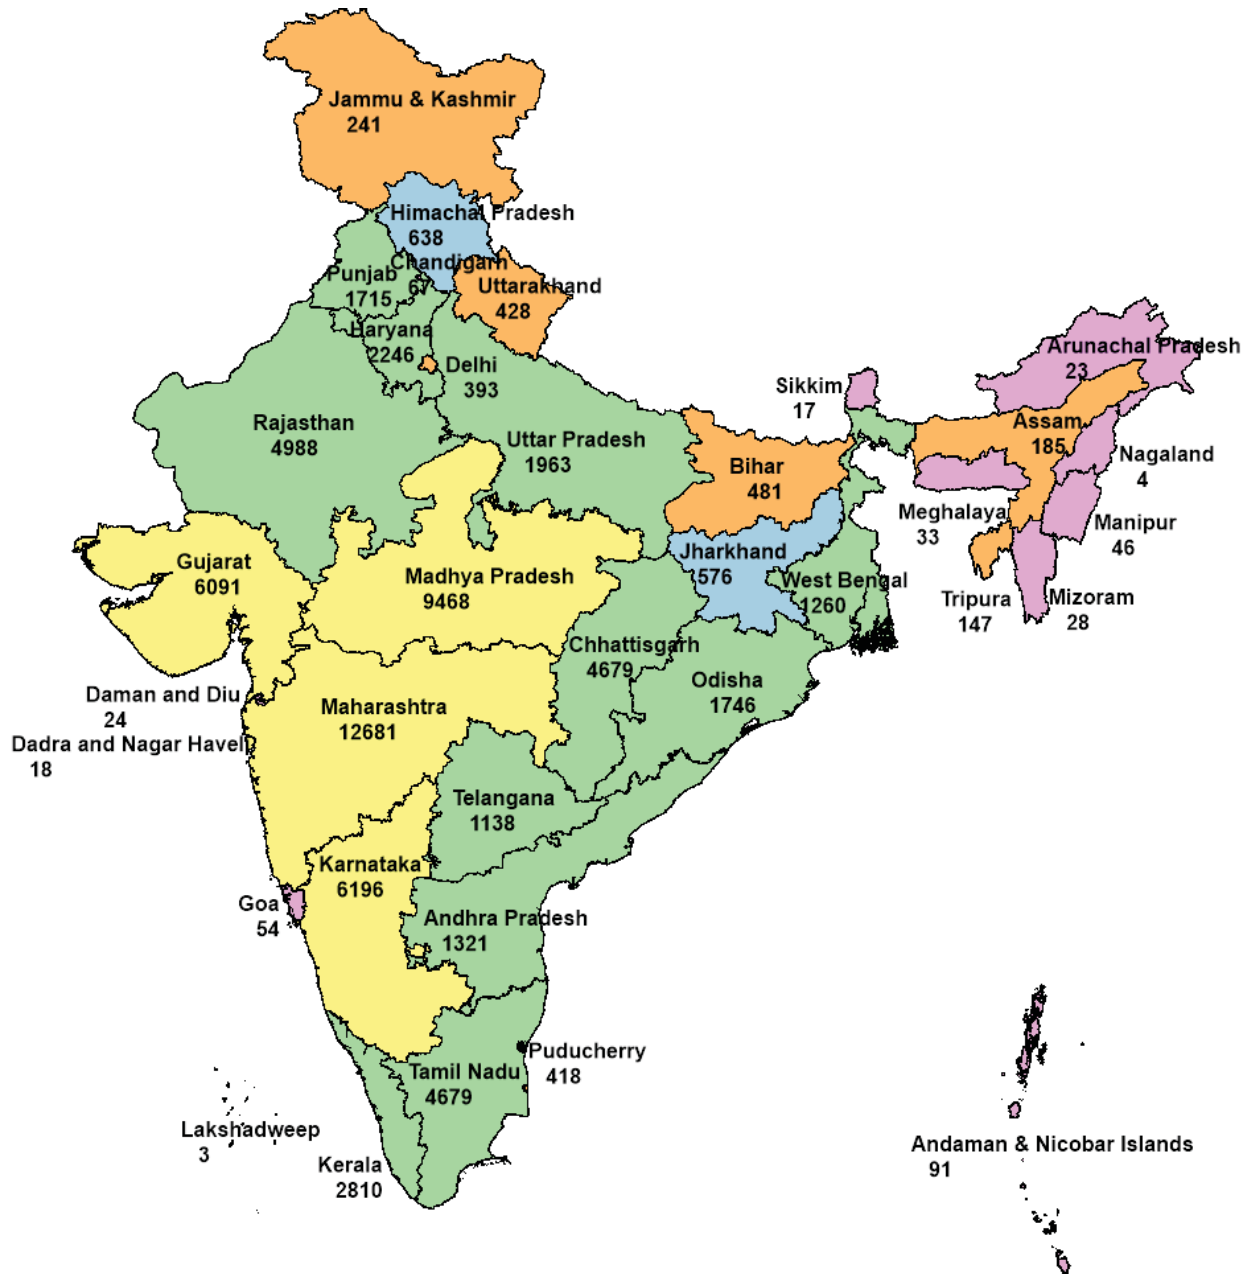 Jammu & Kashmir
241
Himachal Pradesh
638
Chandigarh
67
Punjab
1715
Uttarakhand
428
Haryana
2246
Delhi
393
Arunachal Pradesh
23
Sikkim
17
Rajasthan
4988
Uttar Pradesh
1963
Assam
185
Bihar
481
Nagaland
4
Meghalaya
33
Manipur
46
Gujarat
6091
Madhya Pradesh
9468
Jharkhand
576
West Bengal
1260
Tripura
147
Mizoram
28
Chhattisgarh
4679
Odisha
1746
Daman and Diu
24
Maharashtra
12681
Dadra and Nagar Haveli
18
Telangana
1138
Karnataka
6196
Goa
54
Andhra Pradesh
1321
Puducherry
418
Tamil Nadu
4679
Lakshadweep
3
Kerala
2810
Andaman & Nicobar Islands
91